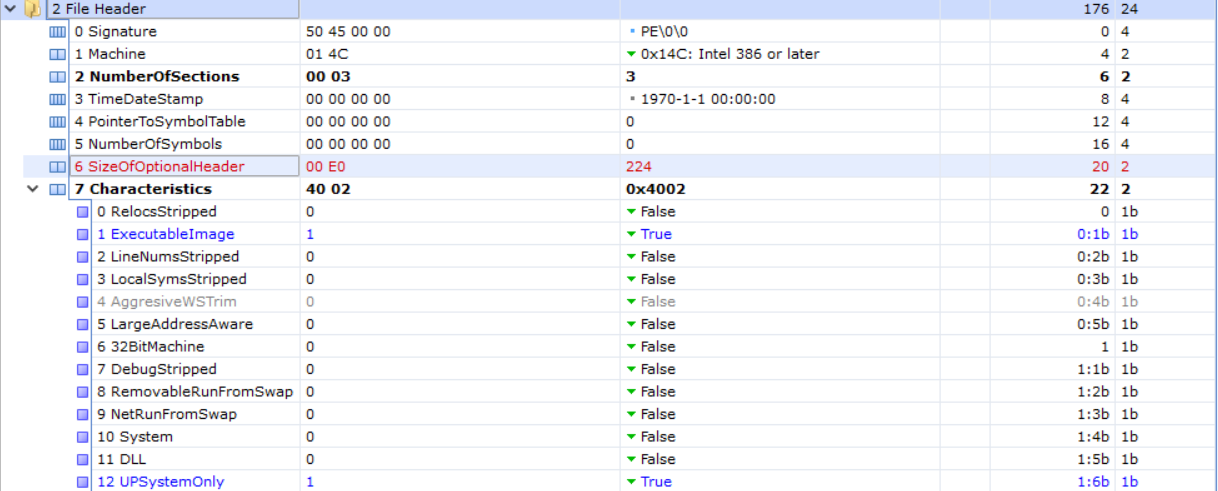 2 File Header 176 24
0 Signature 50 45 00 00 PE\0\0 0 4
1 Machine 01 4C 0x14C: Intel 386 or later 4 2
2 NumberOfSections 00 03 3 6 2
3 TimeDateStamp 00 00 00 00 1970-1-1 00:00:00 8 4
4 PointerToSymbolTable 00 00 00 00 0 12 4
5 NumberOfSymbols 00 00 00 00 0 16 4
6 SizeOfOptionalHeader 00 E0 224 20 2
7 Characteristics 40 02 0x4002 22 2
0 RelocsStripped 0 False 0 1b
1 ExecutableImage 1 True 0:1b 1b
2 LineNumsStripped 0 False 0:2b 1b
3 LocalSymsStripped 0 False 0:3b 1b
4 AggresiveWSTrim 0 False 0:4b 1b
5 LargeAddressAware 0 False 0:5b 1b
6 32BitMachine 0 False 1 1b
7 DebugStripped 0 False 1:1b 1b
8 RemovableRunFromSwap 0 False 1:2b 1b
9 NetRunFromSwap 0 False 1:3b 1b
10 System 0 False 1:4b 1b
11 DLL 0 False 1:5b 1b
12 UPSystemOnly 1 True 1:6b 1b